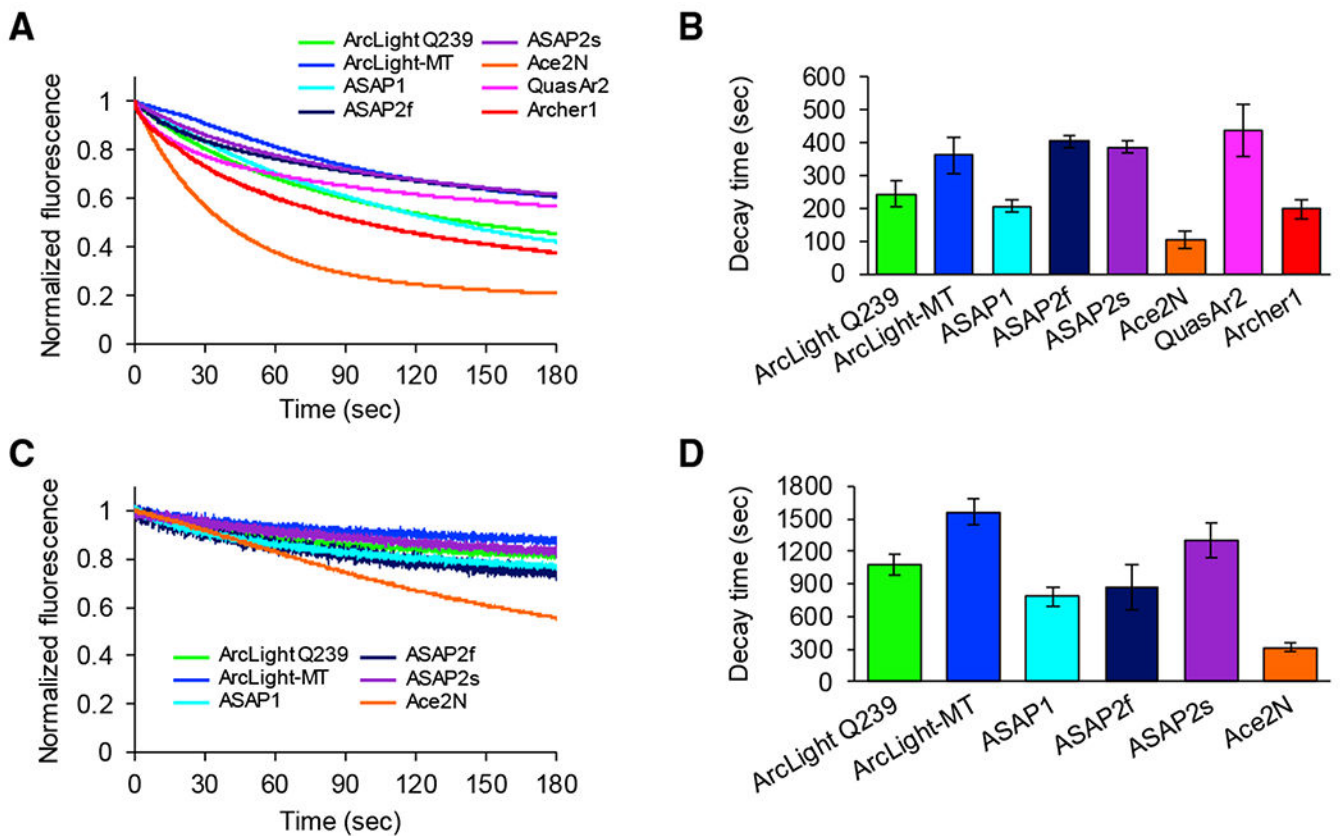 A
ArcLight Q239
ArcLight-MT
ASAP1
ASAP2f
ASAP2s
Ace2N
QuasAr2
Archer1
Normalized fluorescence
1
0.8
0.6
0.4
0.2
0
0 30 60 90 120 150 180
Time (sec)
B
Decay time (sec)
600
500
400
300
200
100
0
ArcLight Q239
ArcLight-MT
ASAP1
ASAP2f
ASAP2s
Ace2N
QuasAr2
Archer1
C
Normalized fluorescence
1
0.8
0.6
0.4
0.2
0
ArcLight Q239
ArcLight-MT
ASAP1
ASAP2f
ASAP2s
Ace2N
0 30 60 90 120 150 180
Time (sec)
D
Decay time (sec)
1800
1500
1200
900
600
300
0
ArcLight Q239
ArcLight-MT
ASAP1
ASAP2f
ASAP2s
Ace2N